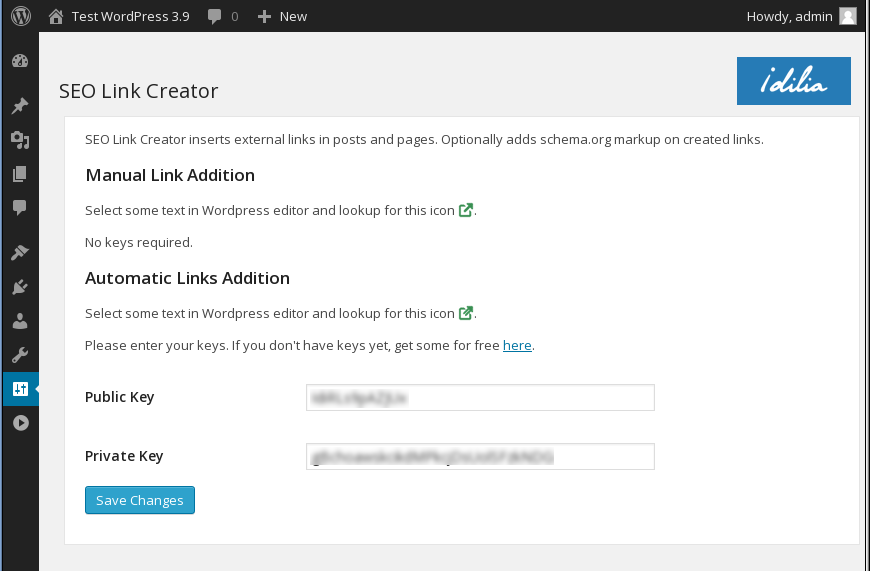 Test WordPress 3.9 0 New Howdy, admin
idilia
SEO Link Creator
SEO Link Creator inserts external links in posts and pages. Optionally adds schema.org markup on created links.
Manual Link Addition
Select some text in Wordpress editor and lookup for this icon .
No keys required.
Automatic Links Addition
Select some text in Wordpress editor and lookup for this icon .
Please enter your keys. If you don't have keys yet, get some for free here.
Public Key
Private Key
Save Changes